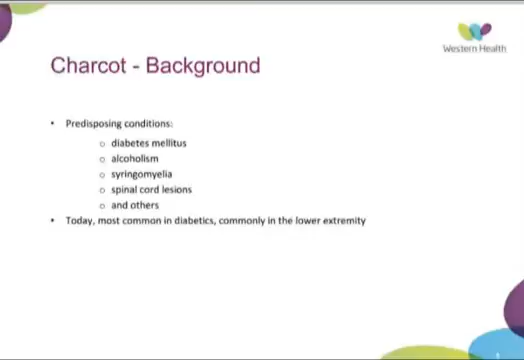 Western Health
Charcot - Background
• Predisposing conditions:
o diabetes mellitus
o alcoholism
o syringomyelia
o spinal cord lesions
o and others
• Today, most common in diabetics, commonly in the lower extremity